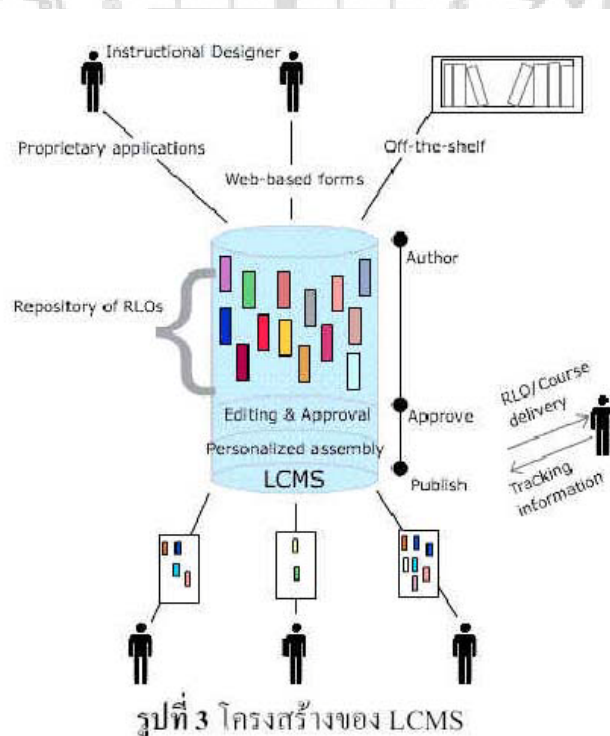 Instructional Designer
Proprietary applications
Web-based forms
Off-the-shelf
Author
Repository of RLOs
Editing & Approval
Approve
RLO/Course
delivery
Personalized assembly
LCMS
Publish
Tracking
information
รูปที่ 3 โครงสร้างของ LCMS